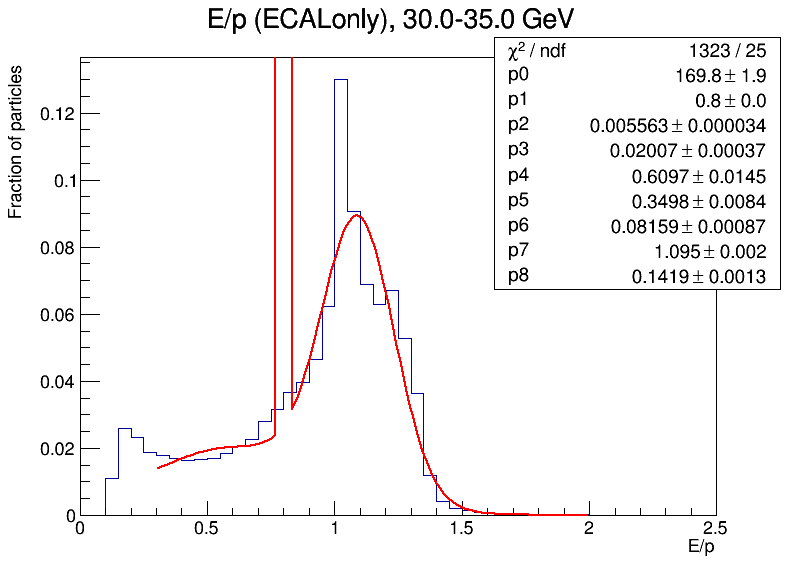 E/p (ECALonly), 30.0-35.0 GeV
χ² / ndf 1323 / 25
p0 169.8 ± 1.9
p1 0.8 ± 0.0
p2 0.005563 ± 0.000034
p3 0.02007 ± 0.00037
p4 0.6097 ± 0.0145
p5 0.3498 ± 0.0084
p6 0.08159 ± 0.00087
p7 1.095 ± 0.002
p8 0.1419 ± 0.0013
Fraction of particles
0.12
0.1
0.08
0.06
0.04
0.02
0
0 0.5 1 1.5 2 2.5
E/p